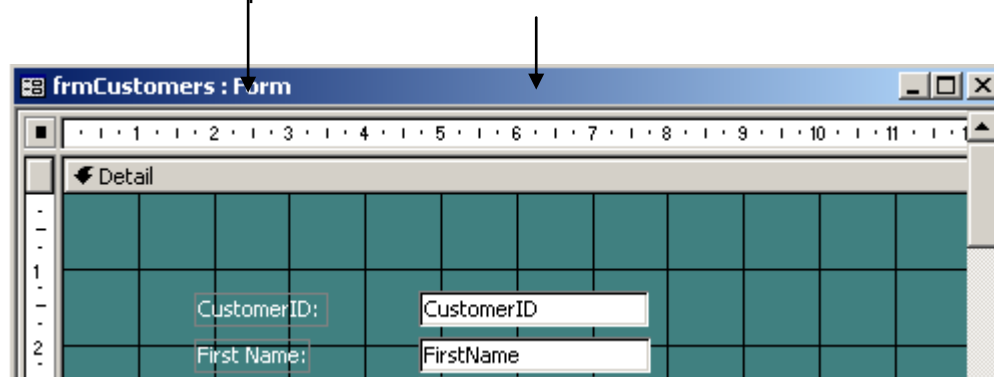 frmCustomers : Form
1 2 3 4 5 6 7 8 9 10 11
Detail
1
CustomerID: CustomerID
2
First Name: FirstName